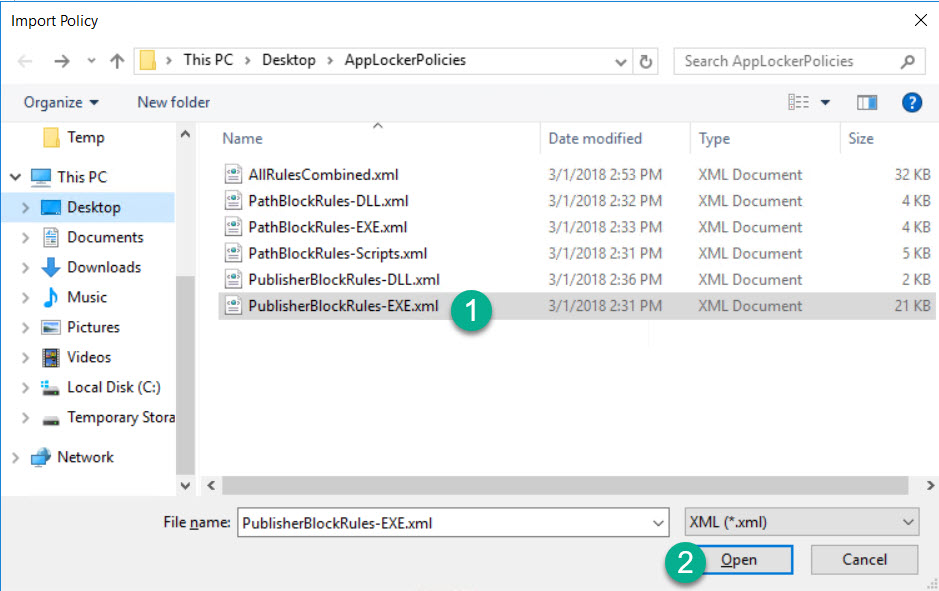 Import Policy
This PC > Desktop > AppLockerPolicies
Search AppLockerPolicies
Organize
New folder
?
Name
Date modified
Type
Size
Temp
This PC
Desktop
Documents
Downloads
Music
Pictures
Videos
Local Disk (C:)
Temporary Stora
Network
AllRulesCombined.xml 3/1/2018 2:53 PM XML Document 32 KB
PathBlockRules-DLL.xml 3/1/2018 2:32 PM XML Document 4 KB
PathBlockRules-EXE.xml 3/1/2018 2:33 PM XML Document 4 KB
PathBlockRules-Scripts.xml 3/1/2018 2:31 PM XML Document 5 KB
PublisherBlockRules-DLL.xml 3/1/2018 2:36 PM XML Document 2 KB
PublisherBlockRules-EXE.xml 1 3/1/2018 2:31 PM XML Document 21 KB
File name: PublisherBlockRules-EXE.xml XML (*.xml)
2 Open Cancel